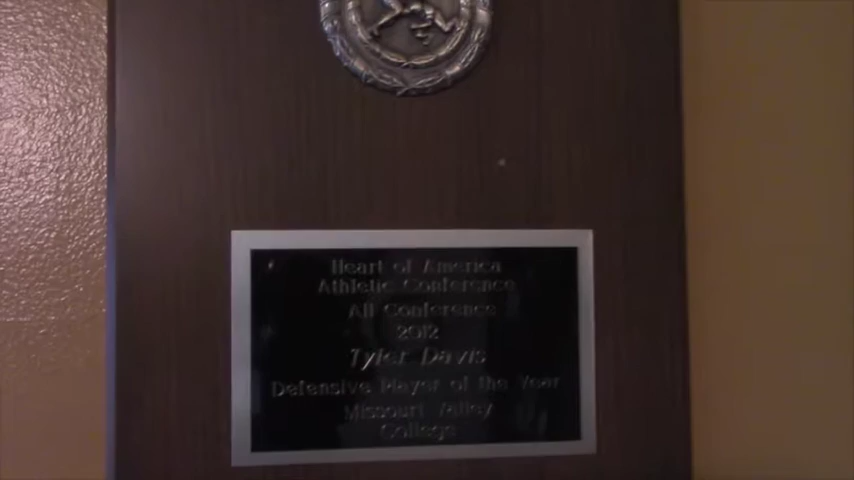 Heart of America
Athletic Conference
All Conference
2012
Tyler Davis
Defensive Player of the Year
Missouri Valley
College